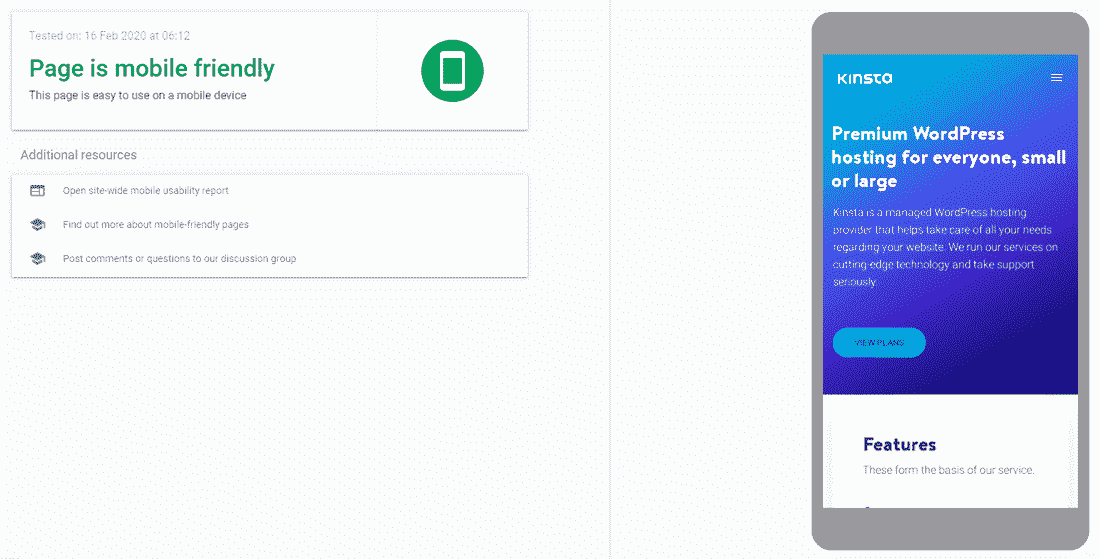 Tested on: 16 Feb 2020 at 06:12
Page is mobile friendly
This page is easy to use on a mobile device
Additional resources
Open site-wide mobile usability report
Find out more about mobile-friendly pages
Post comments or questions to our discussion group
Kinsta
Premium WordPress
hosting for everyone, small
or large
Kinsta is a managed WordPress hosting
provider that helps take care of all your needs
regarding your website. We run our services on
cutting-edge technology and take support
seriously.
VIEW PLANS
Features
These form the basis of our service.